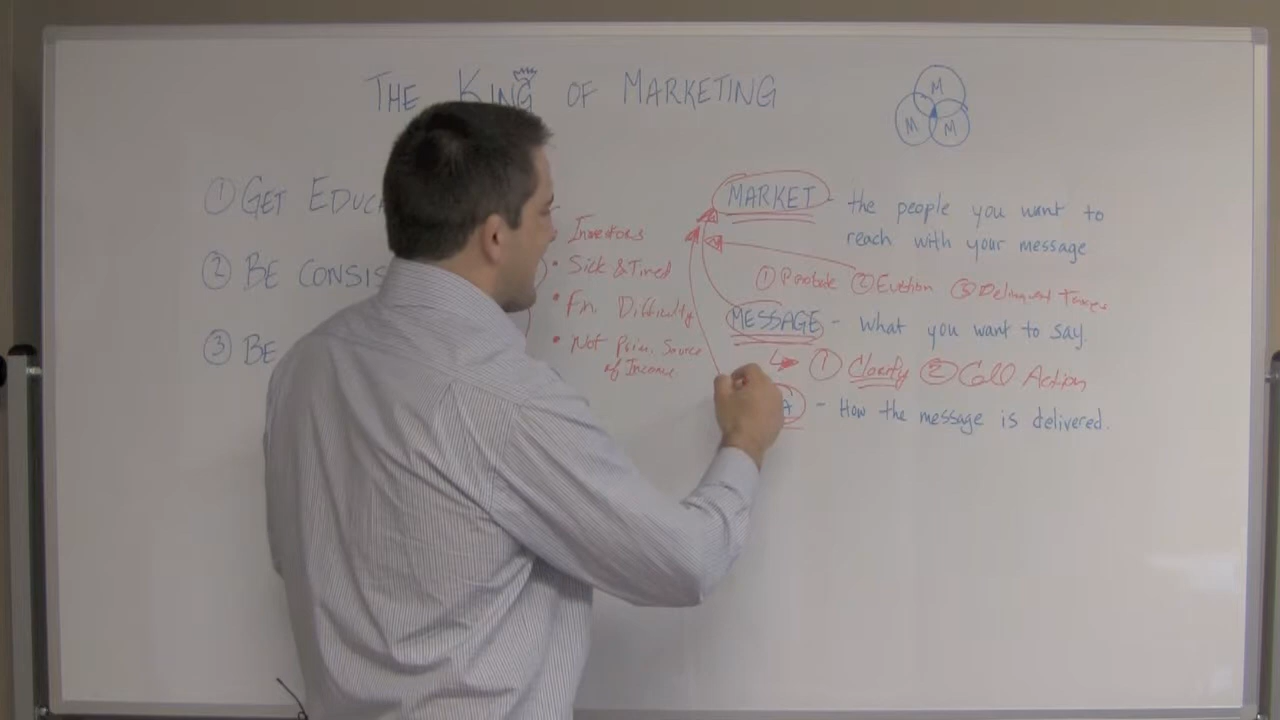 THE KING OF MARKETING
M
M M
① GET EDUCA
② BE CONSIS
③ BE
Investors
• Sick & Tired
• Fin. Difficulty
• Not Prim. Source
of Income
MARKET - the people you want to
reach with your message
① Probate ② Eviction ③ Delinquent Taxes
MESSAGE - What you want to say.
① Clarify ② Call Action
A - How the message is delivered.